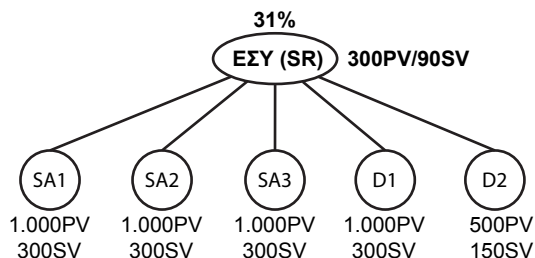 31%
ΕΣΥ (SR) 300PV/90SV
SA1 SA2 SA3 D1 D2
1.000PV 1.000PV 1.000PV 1.000PV 500PV
300SV 300SV 300SV 300SV 150SV